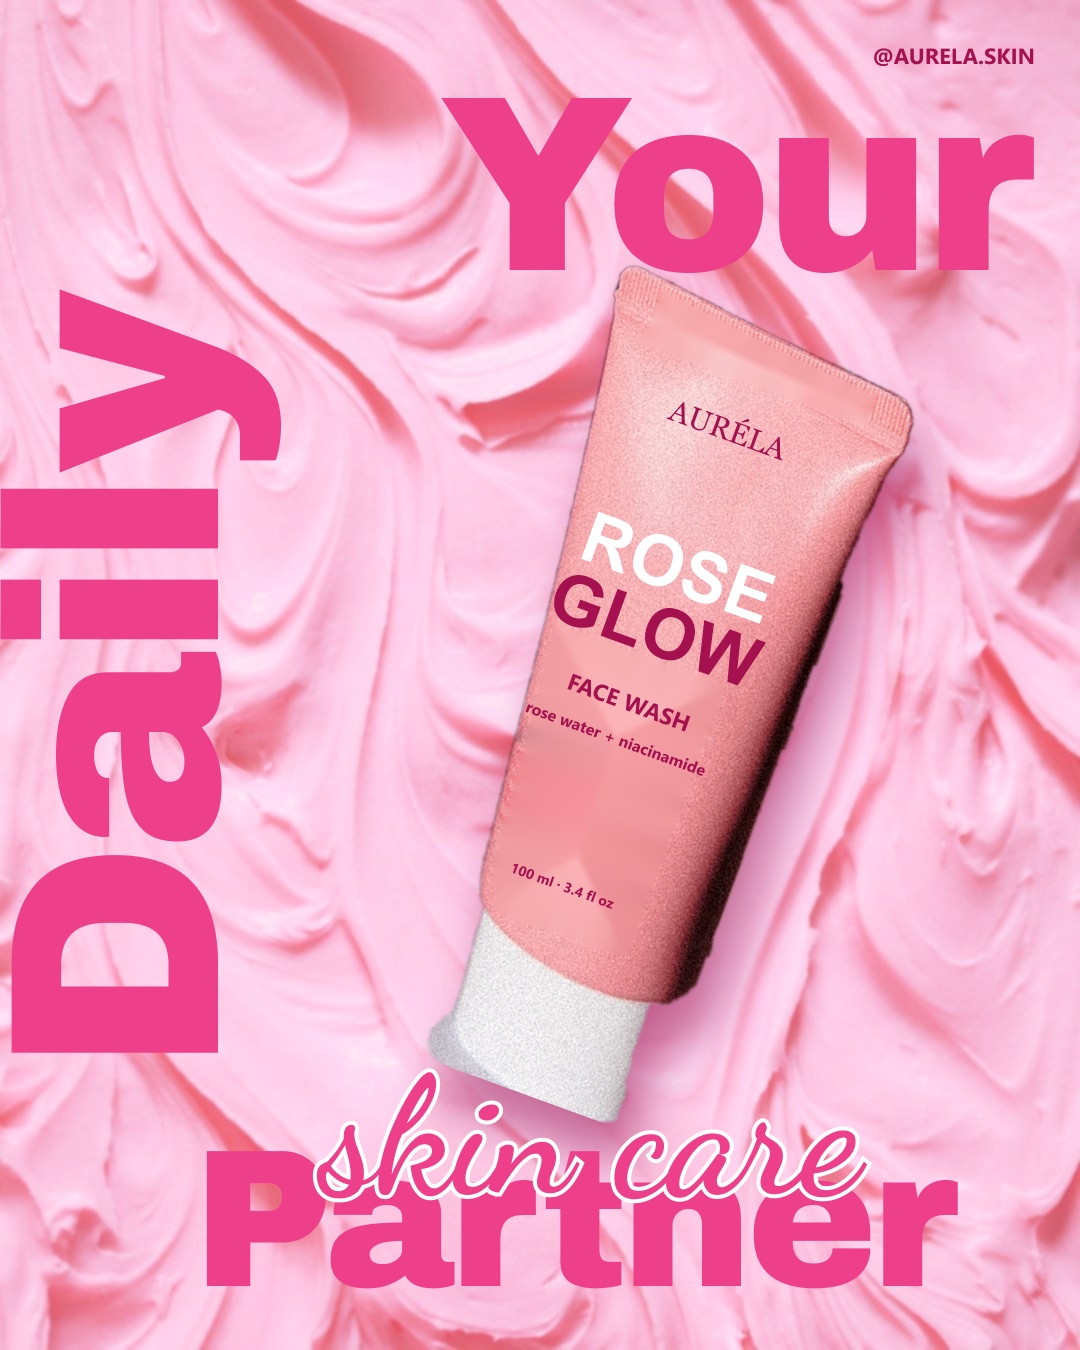 @AURELA.SKIN
Your
Daily
AURÉLA
ROSE
GLOW
FACE WASH
rose water + niacinamide
100 ml · 3.4 fl oz
skin care
Partner